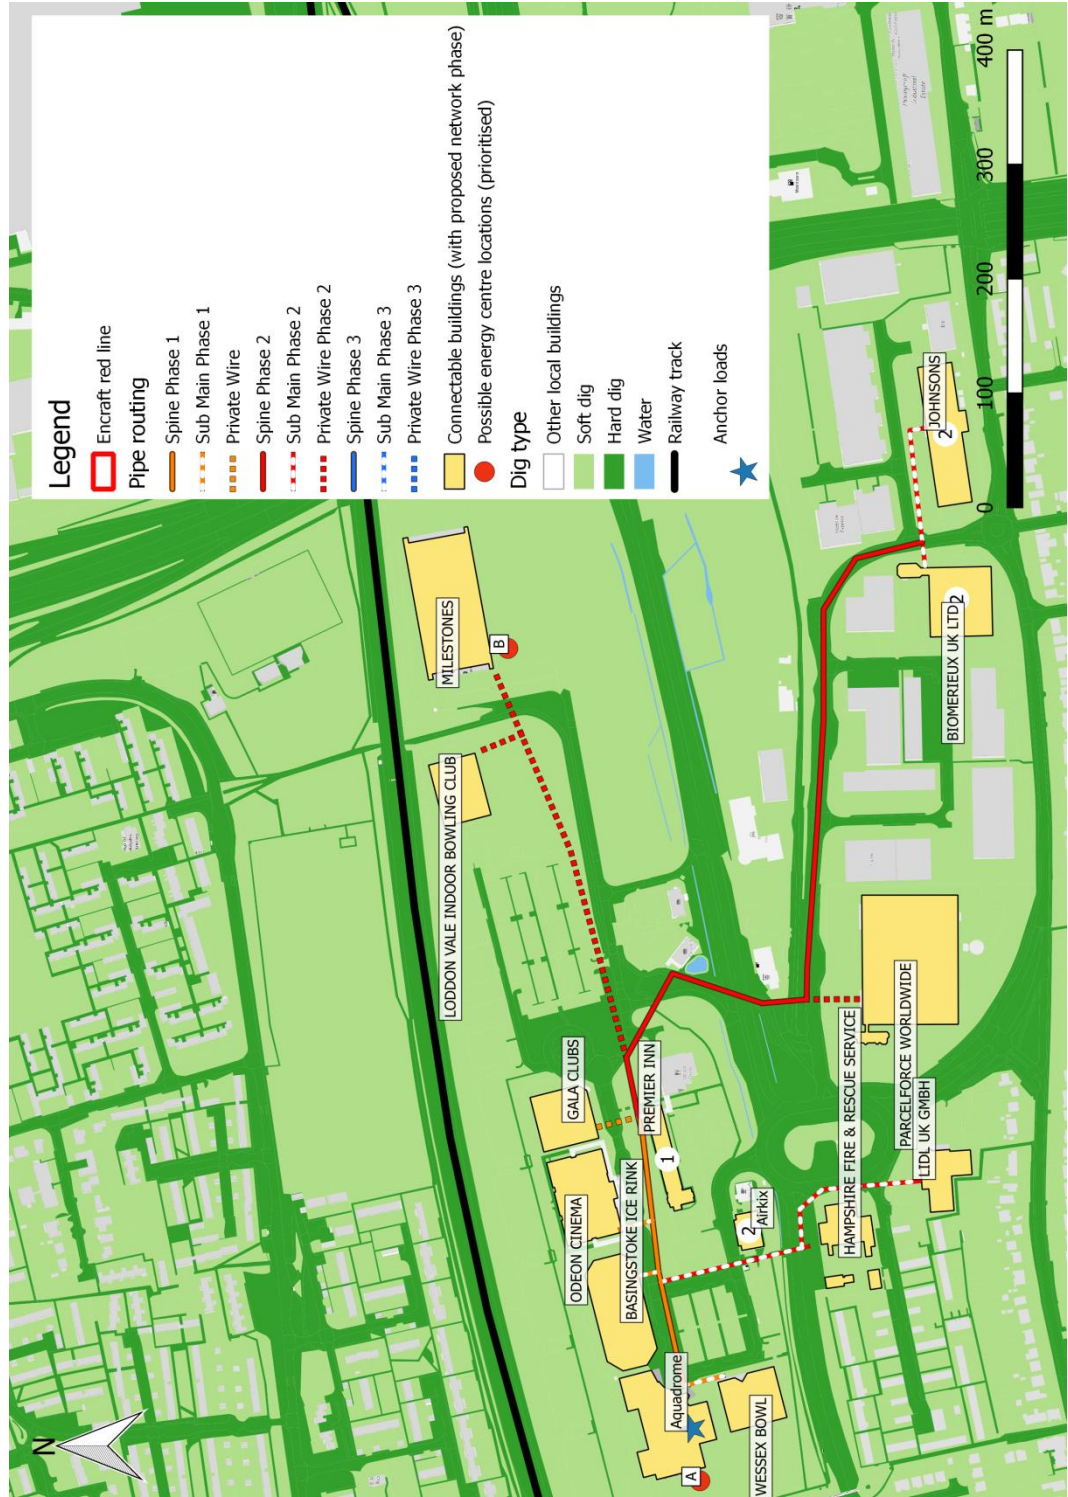 N
Legend
Encraft red line
Pipe routing
Spine Phase 1
Sub Main Phase 1
Private Wire
Spine Phase 2
Sub Main Phase 2
Private Wire Phase 2
Spine Phase 3
Sub Main Phase 3
Private Wire Phase 3
Connectable buildings (with proposed network phase)
Possible energy centre locations (prioritised)
Dig type
Other local buildings
Soft dig
Hard dig
Water
Railway track
Anchor loads
MILESTONES
B
LODDON VALE INDOOR BOWLING CLUB
GALA CLUBS
ODEON CINEMA
BASINGSTOKE ICE RINK
PREMIER INN
1
Aquadrome
A
WESSEX BOWL
2
Airkix
HAMPSHIRE FIRE & RESCUE SERVICE
PARCELFORCE WORLDWIDE
LIDL UK GMBH
BIOMERIEUX UK LTD
2
JOHNSONS
2
0 100 200 300 400 m